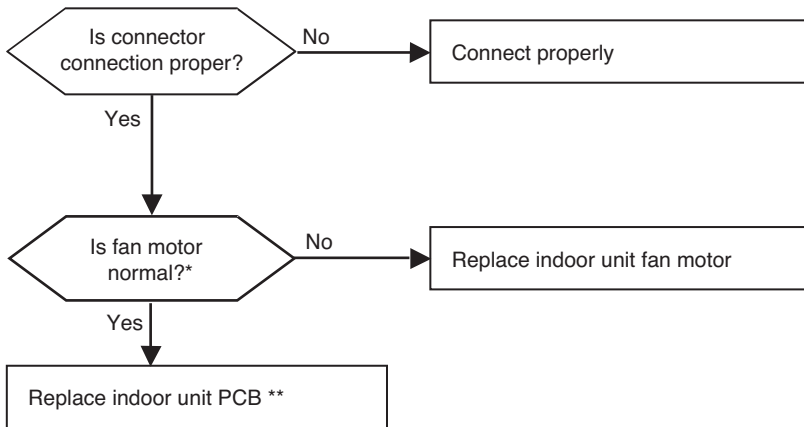 Is connector
connection proper?
No
Connect properly
Yes
Is fan motor
normal?*
No
Replace indoor unit fan motor
Yes
Replace indoor unit PCB **